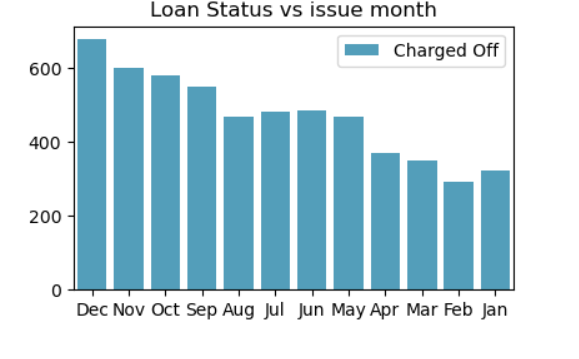 Loan Status vs issue month
Charged Off
600
400
200
0
Dec Nov Oct Sep Aug Jul Jun May Apr Mar Feb Jan